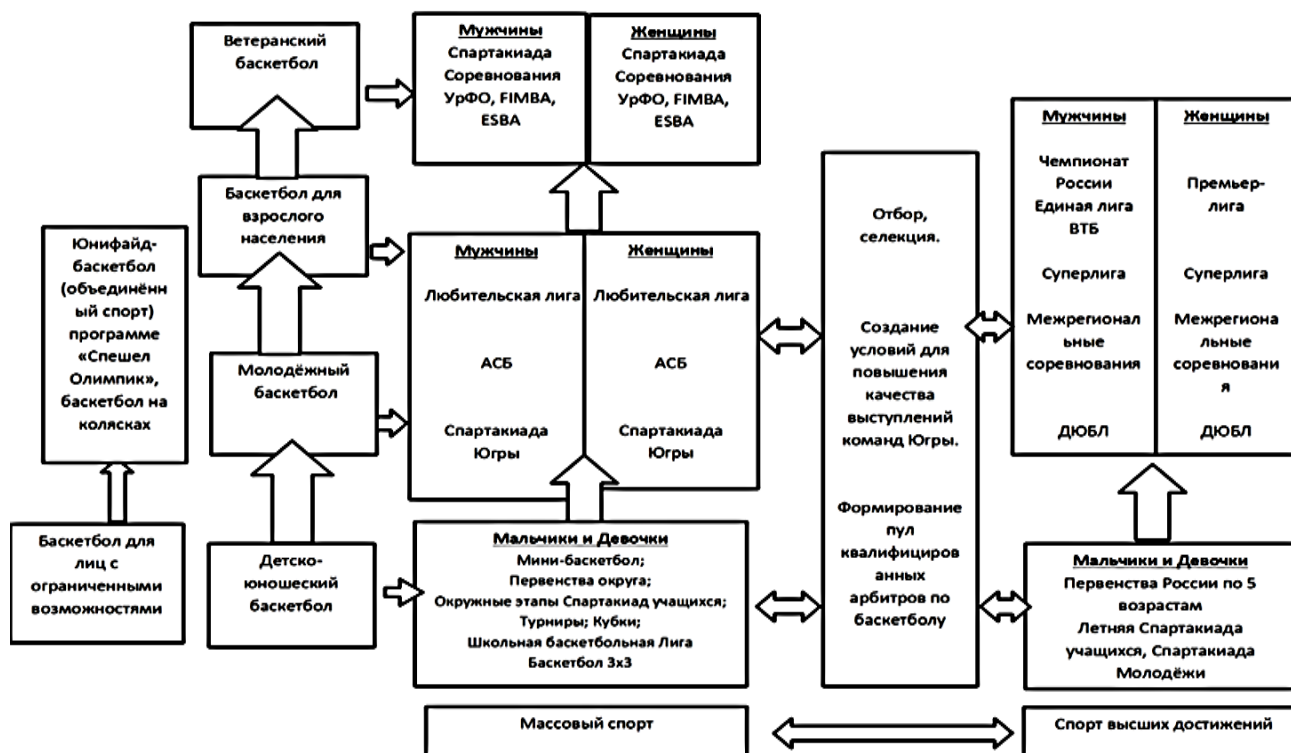 Ветеранский
баскетбол
Баскетбол для
взрослого
населения
Молодёжный
баскетбол
Детско-
юношеский
баскетбол
Юнифайд-
баскетбол
(объединённ
ый спорт)
программе
«Спешел
Олимпик»,
баскетбол на
колясках
Баскетбол для
лиц с
ограниченными
возможностями
Мужчины
Спартакиада
Соревнования
УрФО, FIMBA,
ESBA
Женщины
Спартакиада
Соревнования
УрФО, FIMBA,
ESBA
Мужчины
Любительская лига
АСБ
Спартакиада
Югры
Женщины
Любительская лига
АСБ
Спартакиада
Югры
Мальчики и Девочки
Мини-баскетбол;
Первенства округа;
Окружные этапы Спартакиад учащихся;
Турниры; Кубки;
Школьная баскетбольная Лига
Баскетбол 3х3
Массовый спорт
Отбор,
селекция.
Создание
условий для
повышения
качества
выступлений
команд Югры.
Формирование
пул
квалифициров
анных
арбитров по
баскетболу
Мужчины
Чемпионат
России
Единая лига
ВТБ
Суперлига
Межрегиональ
ные
соревнования
ДЮБЛ
Женщины
Премьер-
лига
Суперлига
Межрегиона
льные
соревновани
я
ДЮБЛ
Мальчики и Девочки
Первенства России по 5
возрастам
Летняя Спартакиада
учащихся, Спартакиада
Молодёжи
Спорт высших достижений